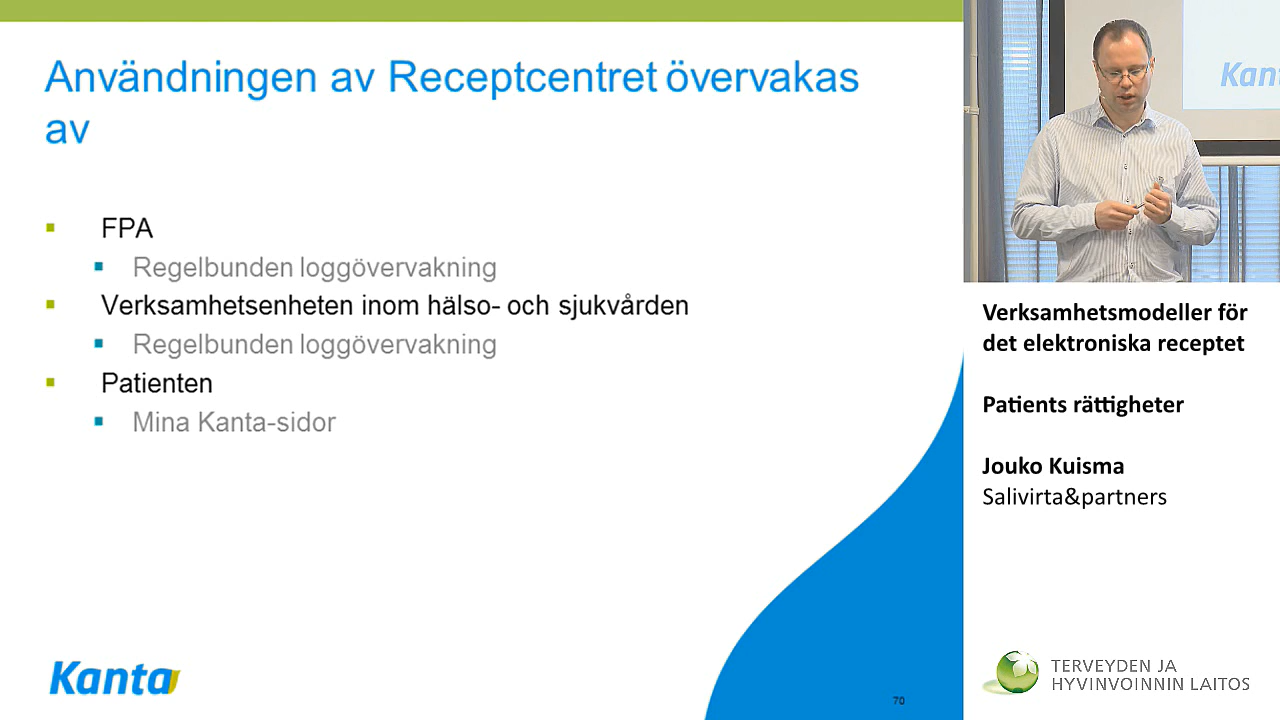 Användningen av Receptcentret övervakas
av
FPA
Regelbunden loggövervakning
Verksamhetsenheten inom hälso- och sjukvården
Regelbunden loggövervakning
Patienten
Mina Kanta-sidor
Kanta
70
Kant
Verksamhetsmodeller för
det elektroniska receptet
Patients rättigheter
Jouko Kuisma
Salivirta&partners
TERVEYDEN JA
HYVINVOINNIN LAITOS